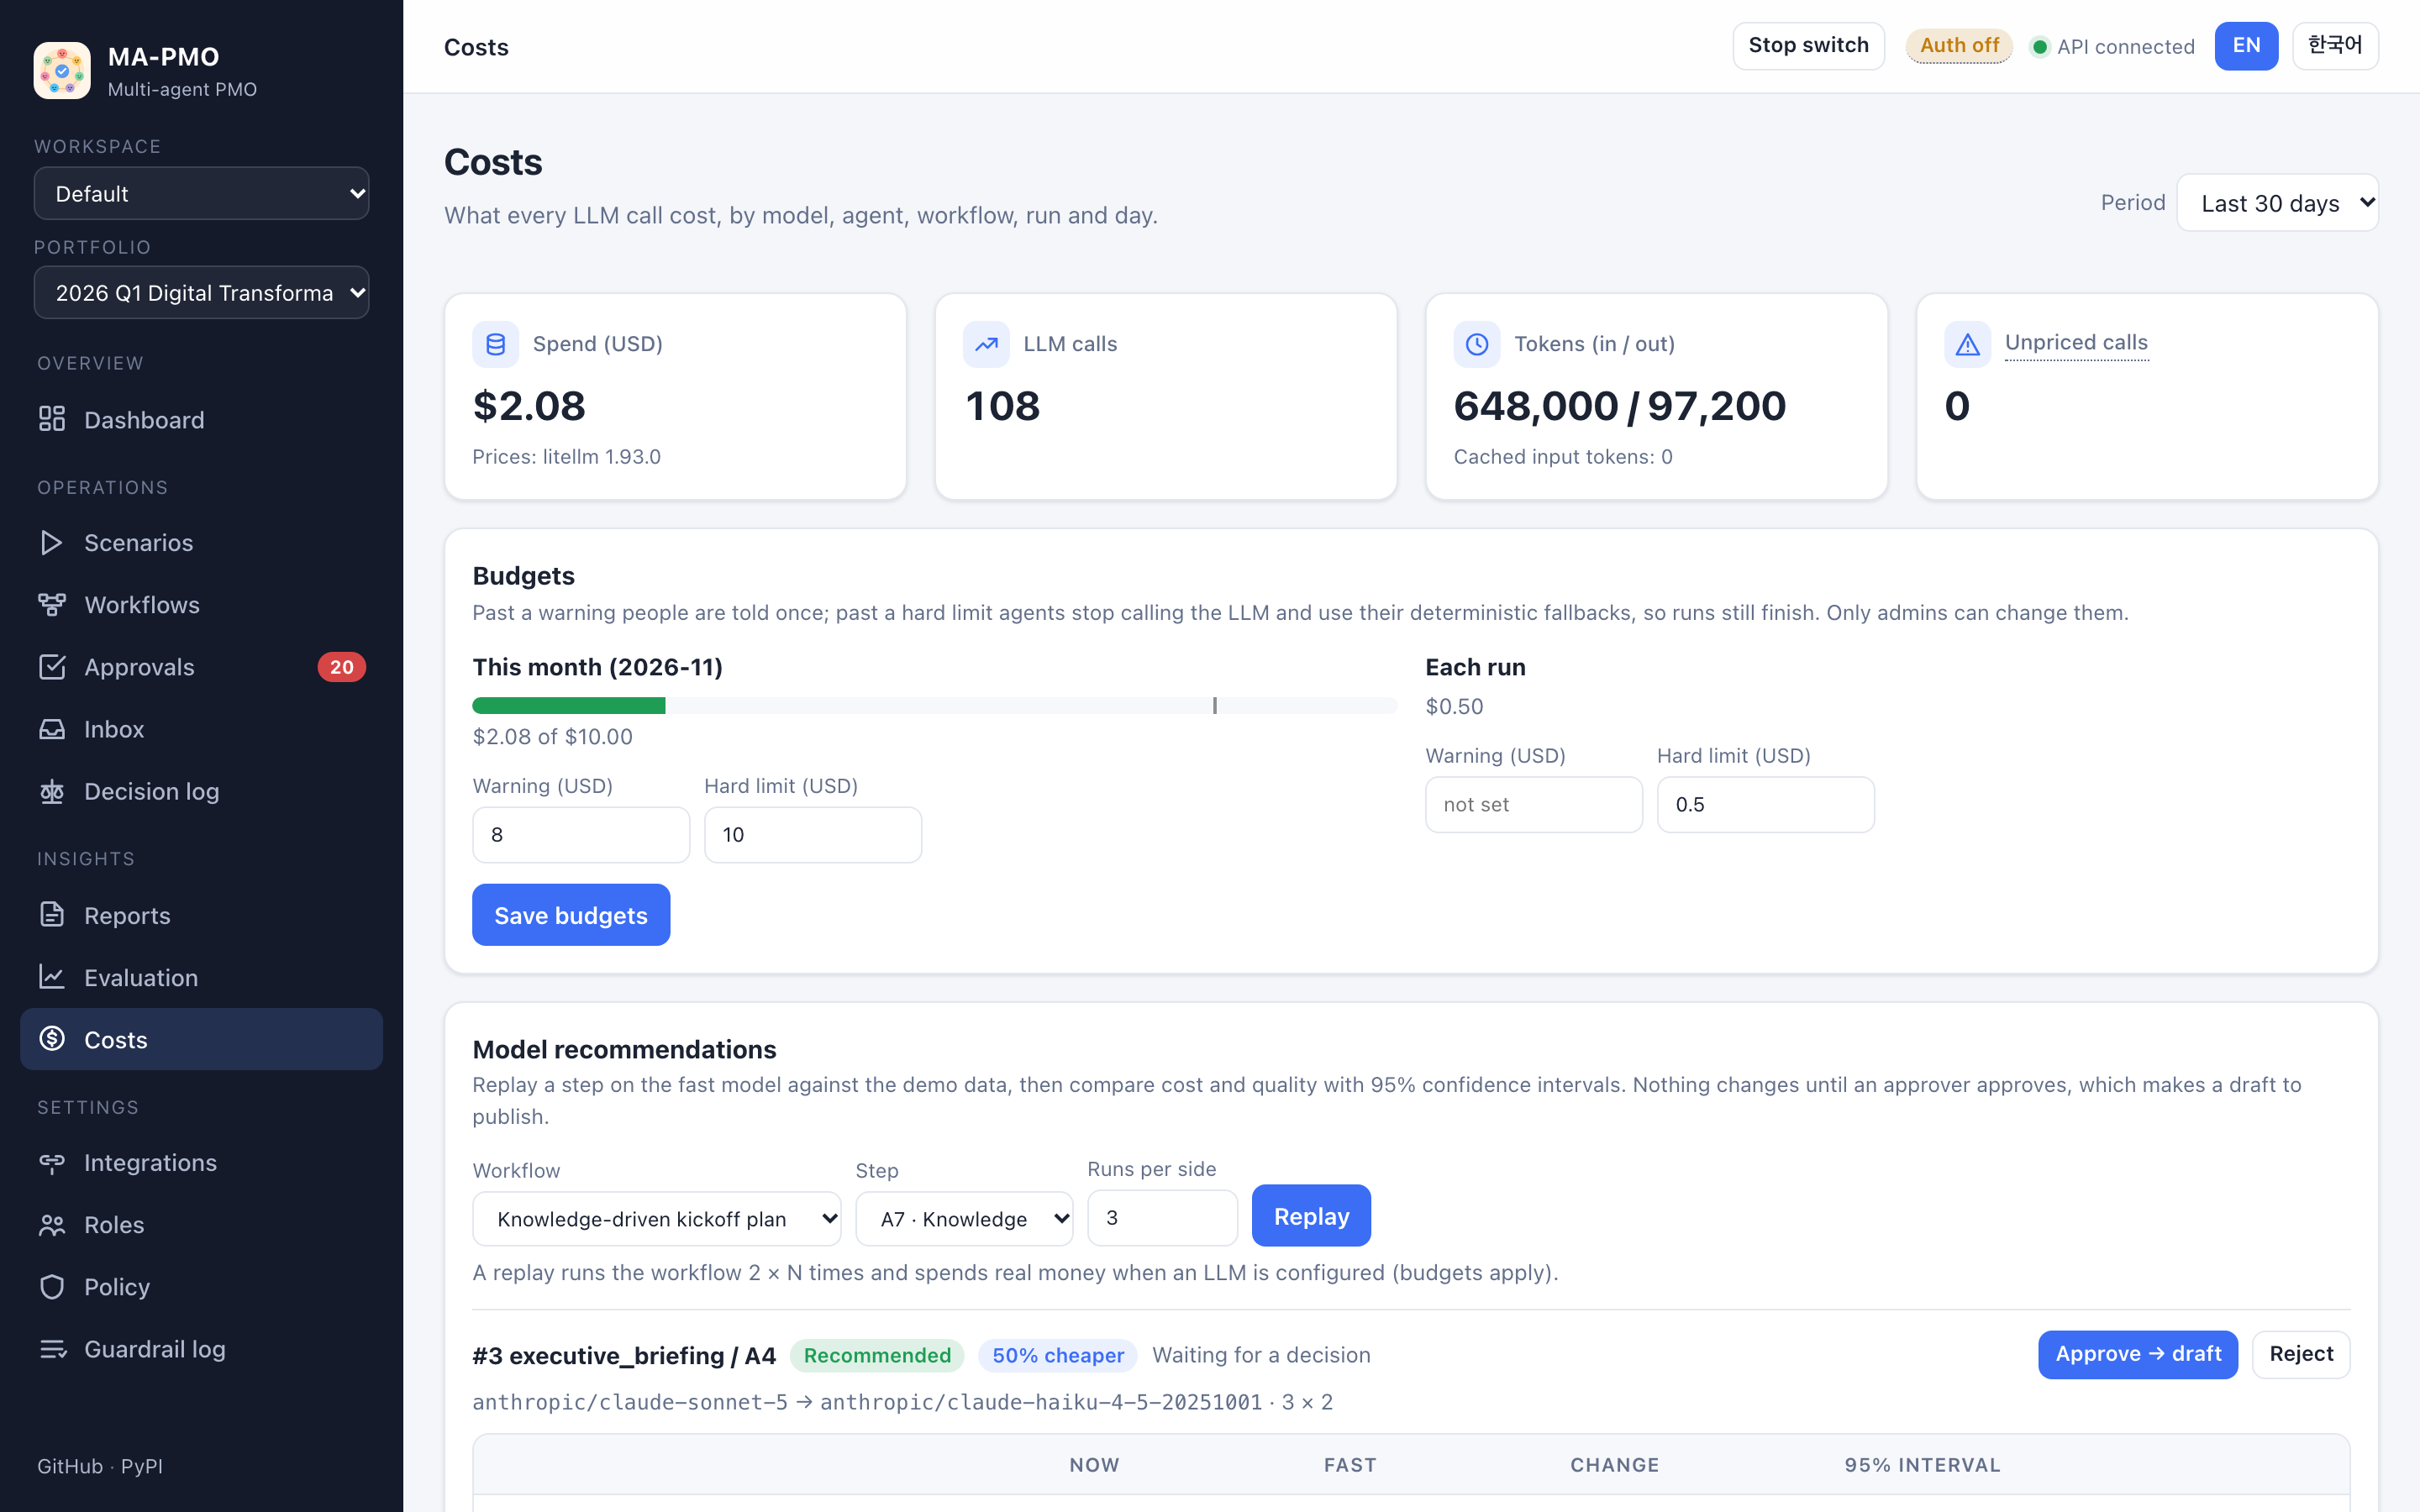 MA-PMO
Multi-agent PMO
WORKSPACE
Default
PORTFOLIO
2026 Q1 Digital Transforma
OVERVIEW
Dashboard
OPERATIONS
Scenarios
Workflows
Approvals 20
Inbox
Decision log
INSIGHTS
Reports
Evaluation
Costs
SETTINGS
Integrations
Roles
Policy
Guardrail log
GitHub · PyPI
Costs Stop switch Auth off API connected EN 한국어
Costs
What every LLM call cost, by model, agent, workflow, run and day.
Period Last 30 days
Spend (USD)
$2.08
Prices: litellm 1.93.0
LLM calls
108
Tokens (in / out)
648,000 / 97,200
Cached input tokens: 0
Unpriced calls
0
Budgets
Past a warning people are told once; past a hard limit agents stop calling the LLM and use their deterministic fallbacks, so runs still finish. Only admins can change them.
This month (2026-11)
$2.08 of $10.00
Warning (USD) Hard limit (USD)
8 10
Each run
$0.50
Warning (USD) Hard limit (USD)
not set 0.5
Save budgets
Model recommendations
Replay a step on the fast model against the demo data, then compare cost and quality with 95% confidence intervals. Nothing changes until an approver approves, which makes a draft to
publish.
Workflow Step Runs per side
Knowledge-driven kickoff plan A7 · Knowledge 3 Replay
A replay runs the workflow 2 × N times and spends real money when an LLM is configured (budgets apply).
#3 executive_briefing / A4 Recommended 50% cheaper Waiting for a decision Approve → draft Reject
anthropic/claude-sonnet-5 → anthropic/claude-haiku-4-5-20251001 · 3 × 2
NOW FAST CHANGE 95% INTERVAL